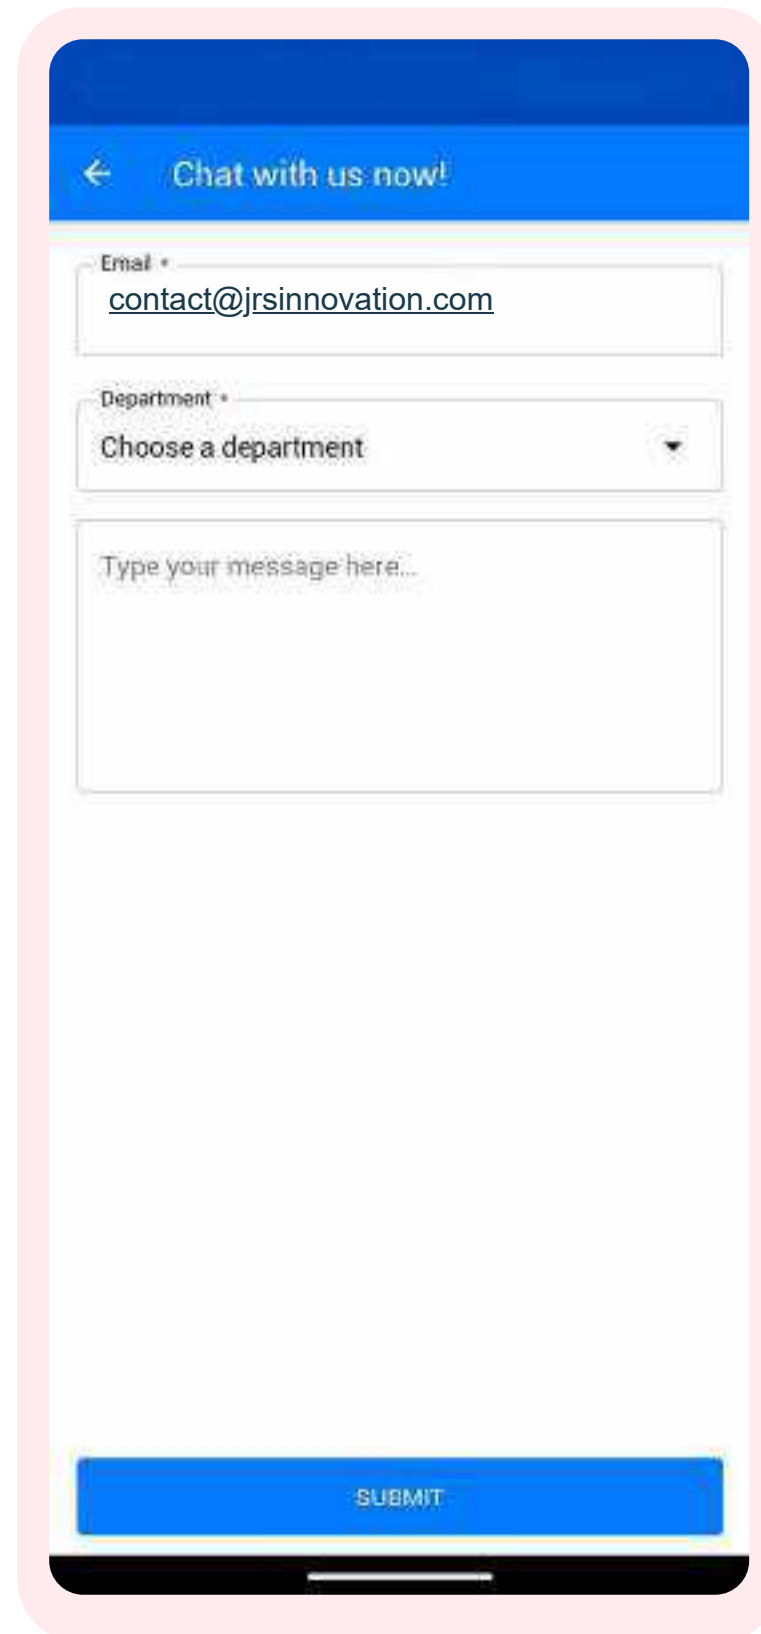 Chat with us now!
Email *
contact@jrsinnovation.com
Department *
Choose a department
Type your message here...
SUBMIT